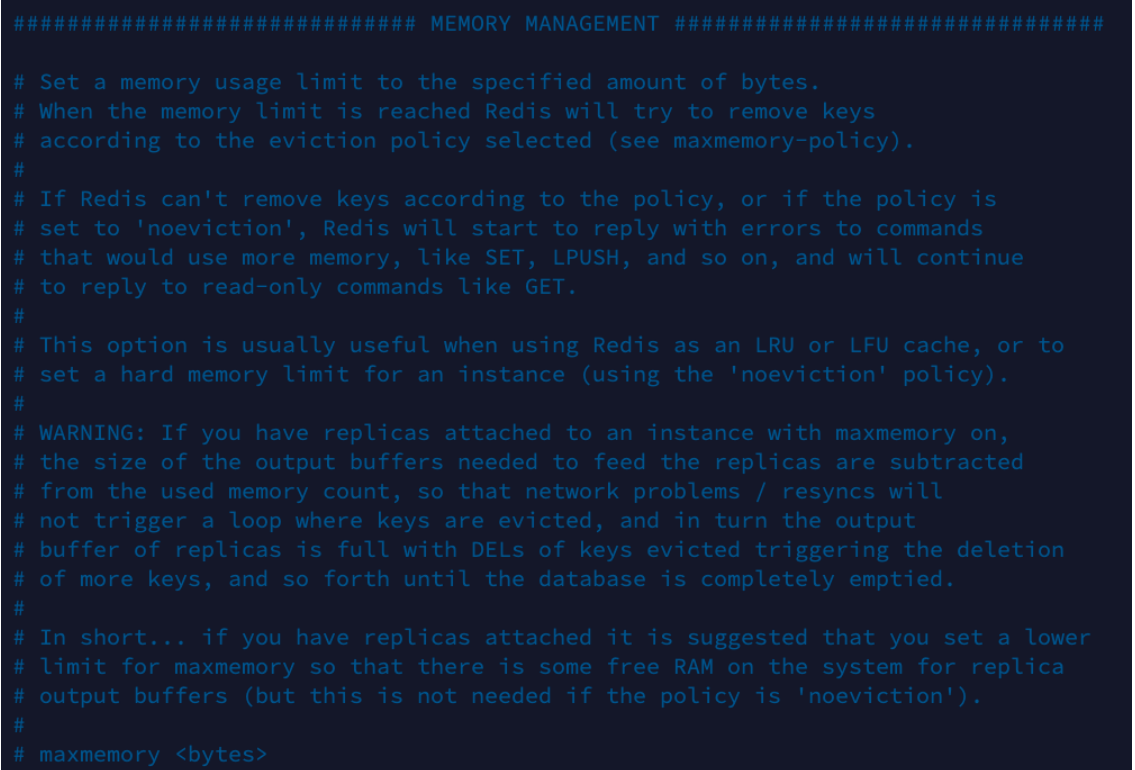 ############################## MEMORY MANAGEMENT ################################
# Set a memory usage limit to the specified amount of bytes.
# When the memory limit is reached Redis will try to remove keys
# according to the eviction policy selected (see maxmemory-policy).
#
# If Redis can't remove keys according to the policy, or if the policy is
# set to 'noeviction', Redis will start to reply with errors to commands
# that would use more memory, like SET, LPUSH, and so on, and will continue
# to reply to read-only commands like GET.
#
# This option is usually useful when using Redis as an LRU or LFU cache, or to
# set a hard memory limit for an instance (using the 'noeviction' policy).
#
# WARNING: If you have replicas attached to an instance with maxmemory on,
# the size of the output buffers needed to feed the replicas are subtracted
# from the used memory count, so that network problems / resyncs will
# not trigger a loop where keys are evicted, and in turn the output
# buffer of replicas is full with DELs of keys evicted triggering the deletion
# of more keys, and so forth until the database is completely emptied.
#
# In short... if you have replicas attached it is suggested that you set a lower
# limit for maxmemory so that there is some free RAM on the system for replica
# output buffers (but this is not needed if the policy is 'noeviction').
#
# maxmemory <bytes>